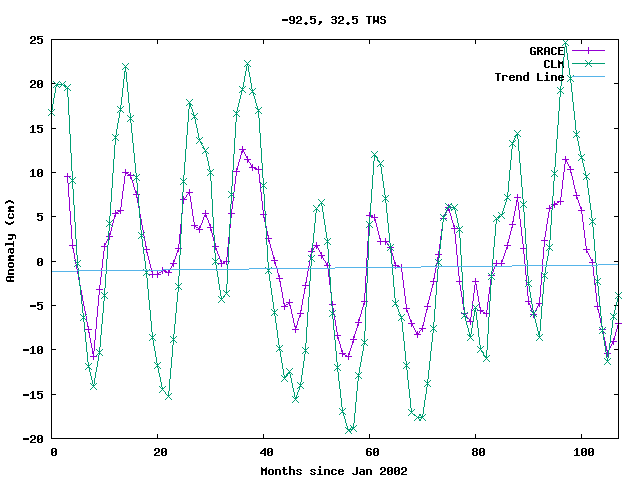 -92.5, 32.5 TWS
GRACE
CLM
Trend Line
25
20
15
10
5
0
-5
-10
-15
-20
Anomaly (cm)
0 20 40 60 80 100
Months since Jan 2002